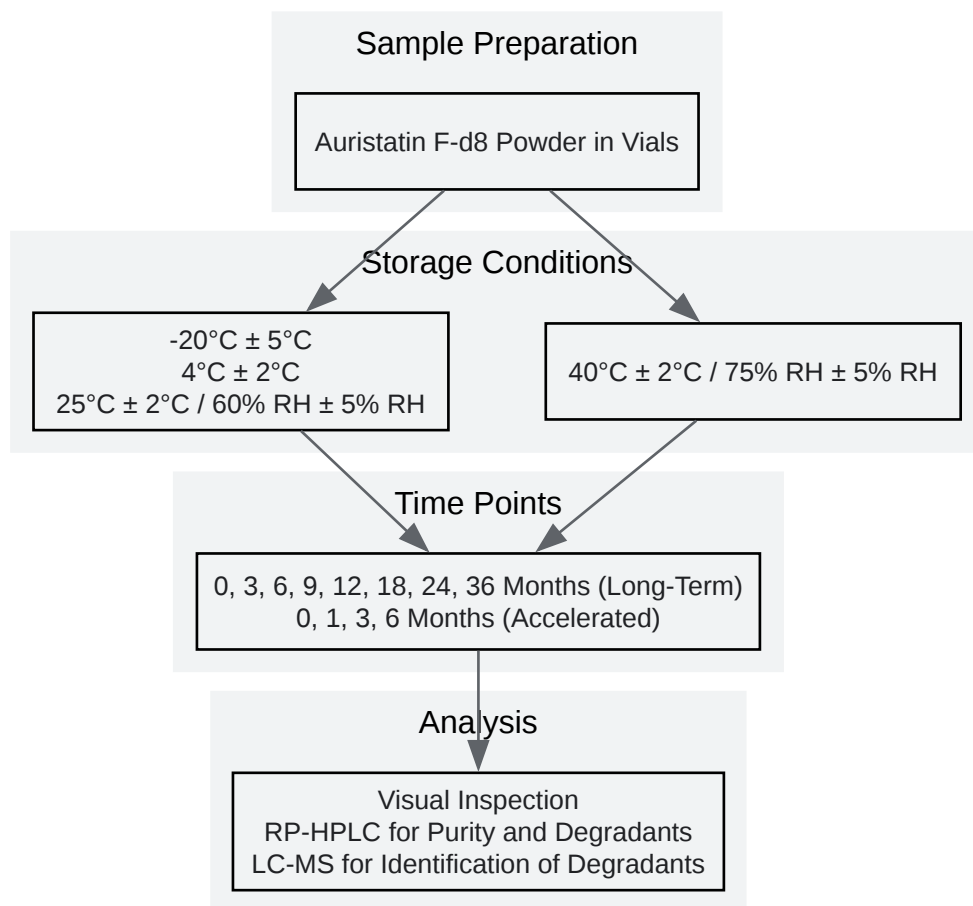 Sample Preparation
Auristatin F-d8 Powder in Vials
Storage Conditions
-20°C ± 5°C
4°C ± 2°C
25°C ± 2°C / 60% RH ± 5% RH
40°C ± 2°C / 75% RH ± 5% RH
Time Points
0, 3, 6, 9, 12, 18, 24, 36 Months (Long-Term)
0, 1, 3, 6 Months (Accelerated)
Analysis
Visual Inspection
RP-HPLC for Purity and Degradants
LC-MS for Identification of Degradants